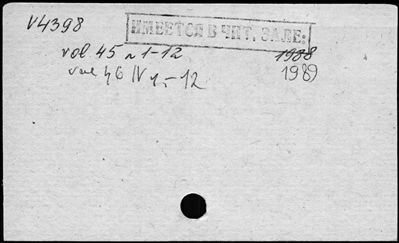 V4398
ИМЕЕТСЯ В ЧИТ. ЗАЛЕ:
vol 45 n 1-12 1988
vol 46 N 1-12 1989